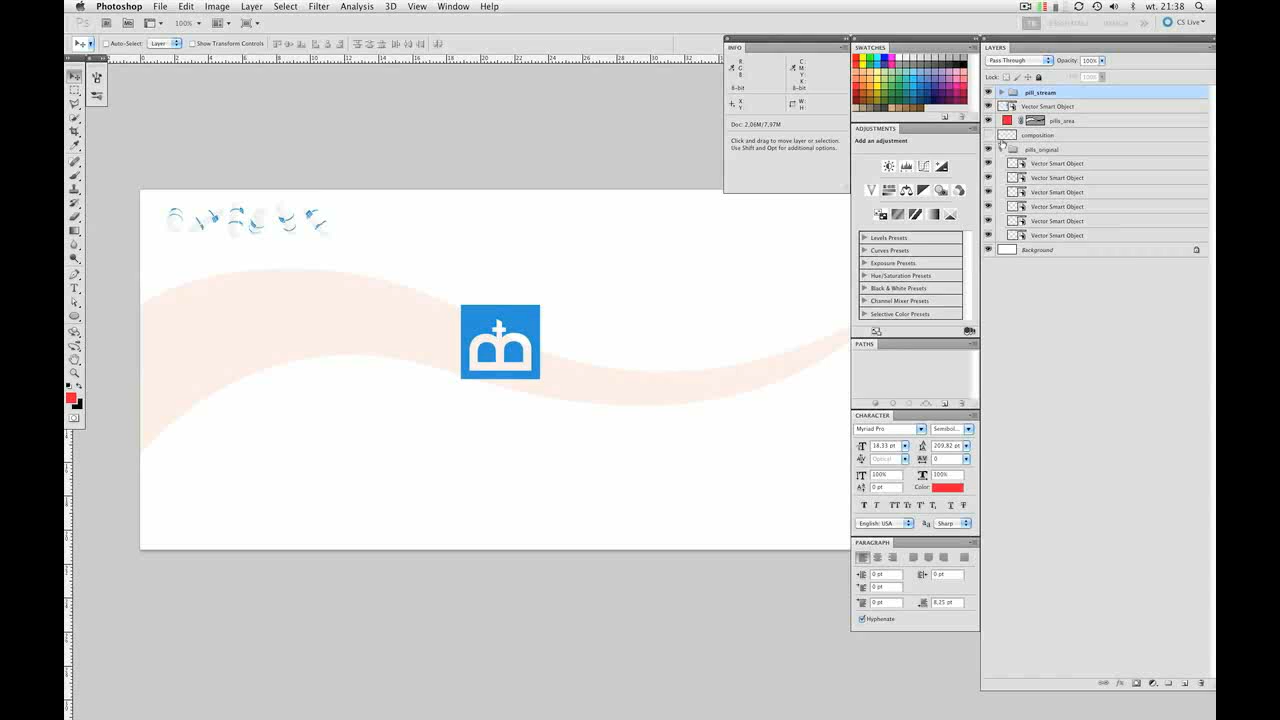 Photoshop File Edit Image Layer Select Filter Analysis 3D View Window Help wt. 21:38
Ps Br Mb 100% CS Live
Auto-Select: Layer Show Transform Controls
INFO
R:
G:
B:
C:
M:
Y:
K:
8-bit 8-bit
X: W:
Y: H:
Doc: 2,06M/7,97M
Click and drag to move layer or selection.
Use Shift and Opt for additional options.
SWATCHES
ADJUSTMENTS
Add an adjustment
Levels Presets
Curves Presets
Exposure Presets
Hue/Saturation Presets
Black & White Presets
Channel Mixer Presets
Selective Color Presets
PATHS
CHARACTER
Myriad Pro Semibol...
18,33 pt 209,82 pt
Optical 0
100% 100%
0 pt Color:
English: USA Sharp
PARAGRAPH
0 pt 0 pt
0 pt
0 pt 8,25 pt
Hyphenate
LAYERS
Pass Through Opacity: 100%
Lock: Fill: 100%
pill_stream
Vector Smart Object
pills_area
composition
pills_original
Vector Smart Object
Vector Smart Object
Vector Smart Object
Vector Smart Object
Vector Smart Object
Vector Smart Object
Background